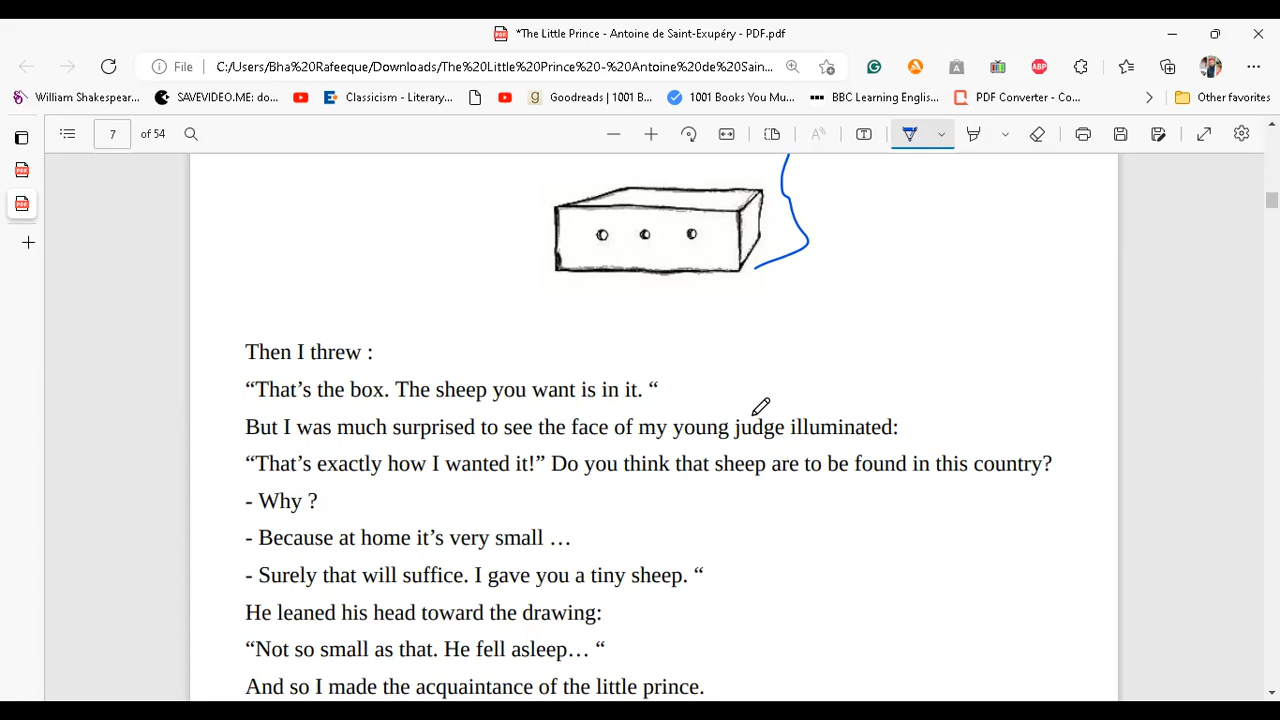 *The Little Prince - Antoine de Saint-Exupéry - PDF.pdf
File C:/Users/Bha%20Rafeeque/Downloads/The%20Little%20Prince%20-%20Antoine%20de%20Sain...
William Shakespear... SAVEVIDEO.ME: do... Classicism - Literary... Goodreads | 1001 B... 1001 Books You Mu... BBC Learning Englis... PDF Converter - Co... Other favorites
7 of 54
Then I threw :
“That’s the box. The sheep you want is in it. “
But I was much surprised to see the face of my young judge illuminated:
“That’s exactly how I wanted it!” Do you think that sheep are to be found in this country?
- Why ?
- Because at home it’s very small …
- Surely that will suffice. I gave you a tiny sheep. “
He leaned his head toward the drawing:
“Not so small as that. He fell asleep… “
And so I made the acquaintance of the little prince.